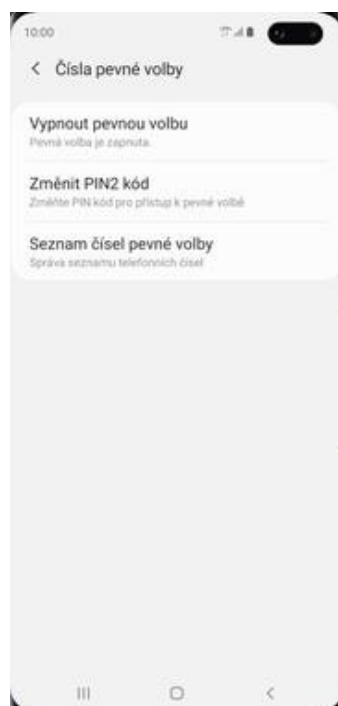 10:00
Čísla pevné volby
Vypnout pevnou volbu
Pevná volba je zapnuta.
Změnit PIN2 kód
Změňte PIN kód pro přístup k pevné volbě
Seznam čísel pevné volby
Správa seznamu telefonních čísel